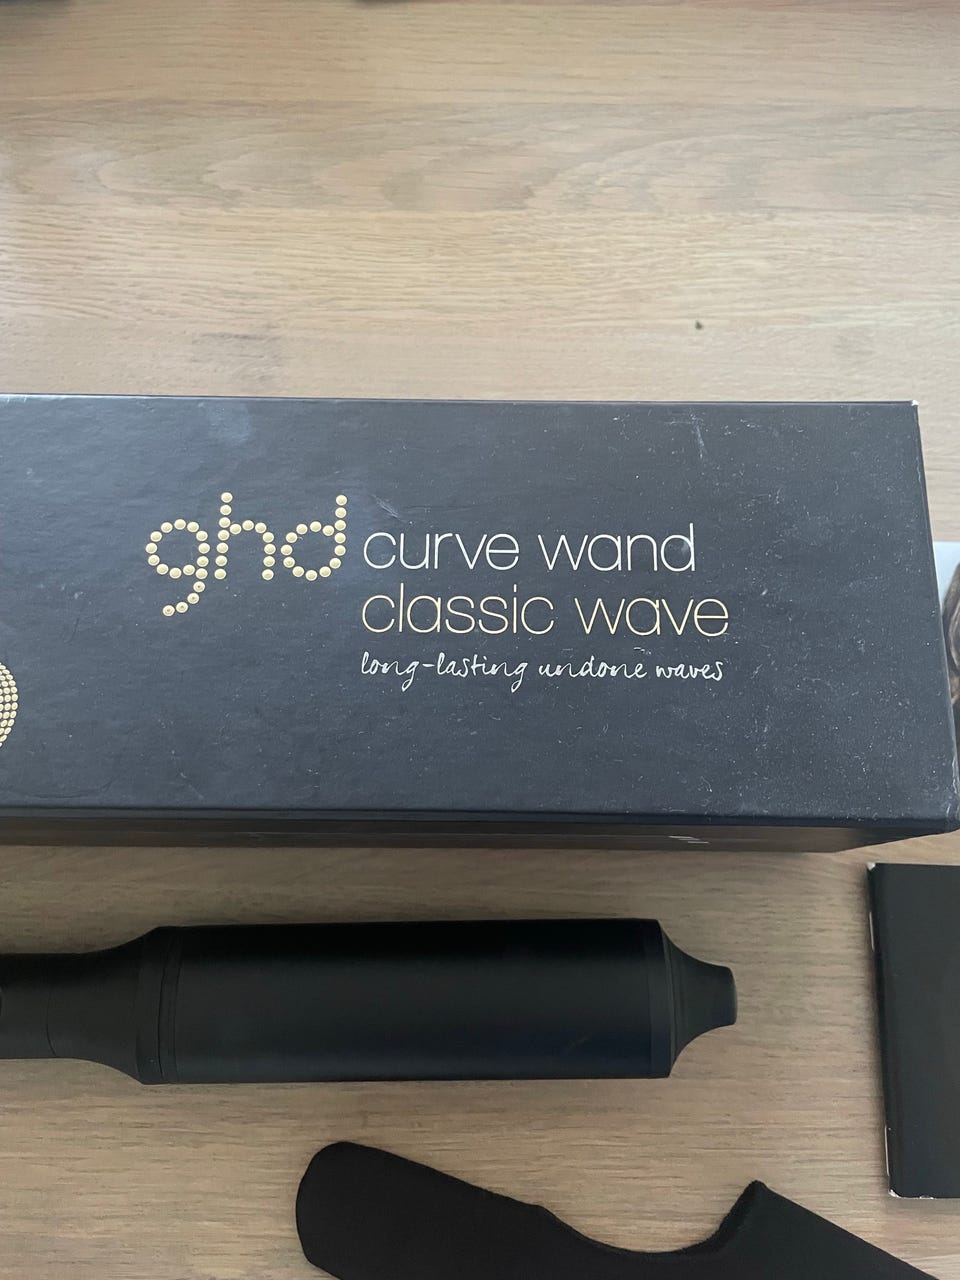 ghd curve wand
classic wave
long-lasting undone waves